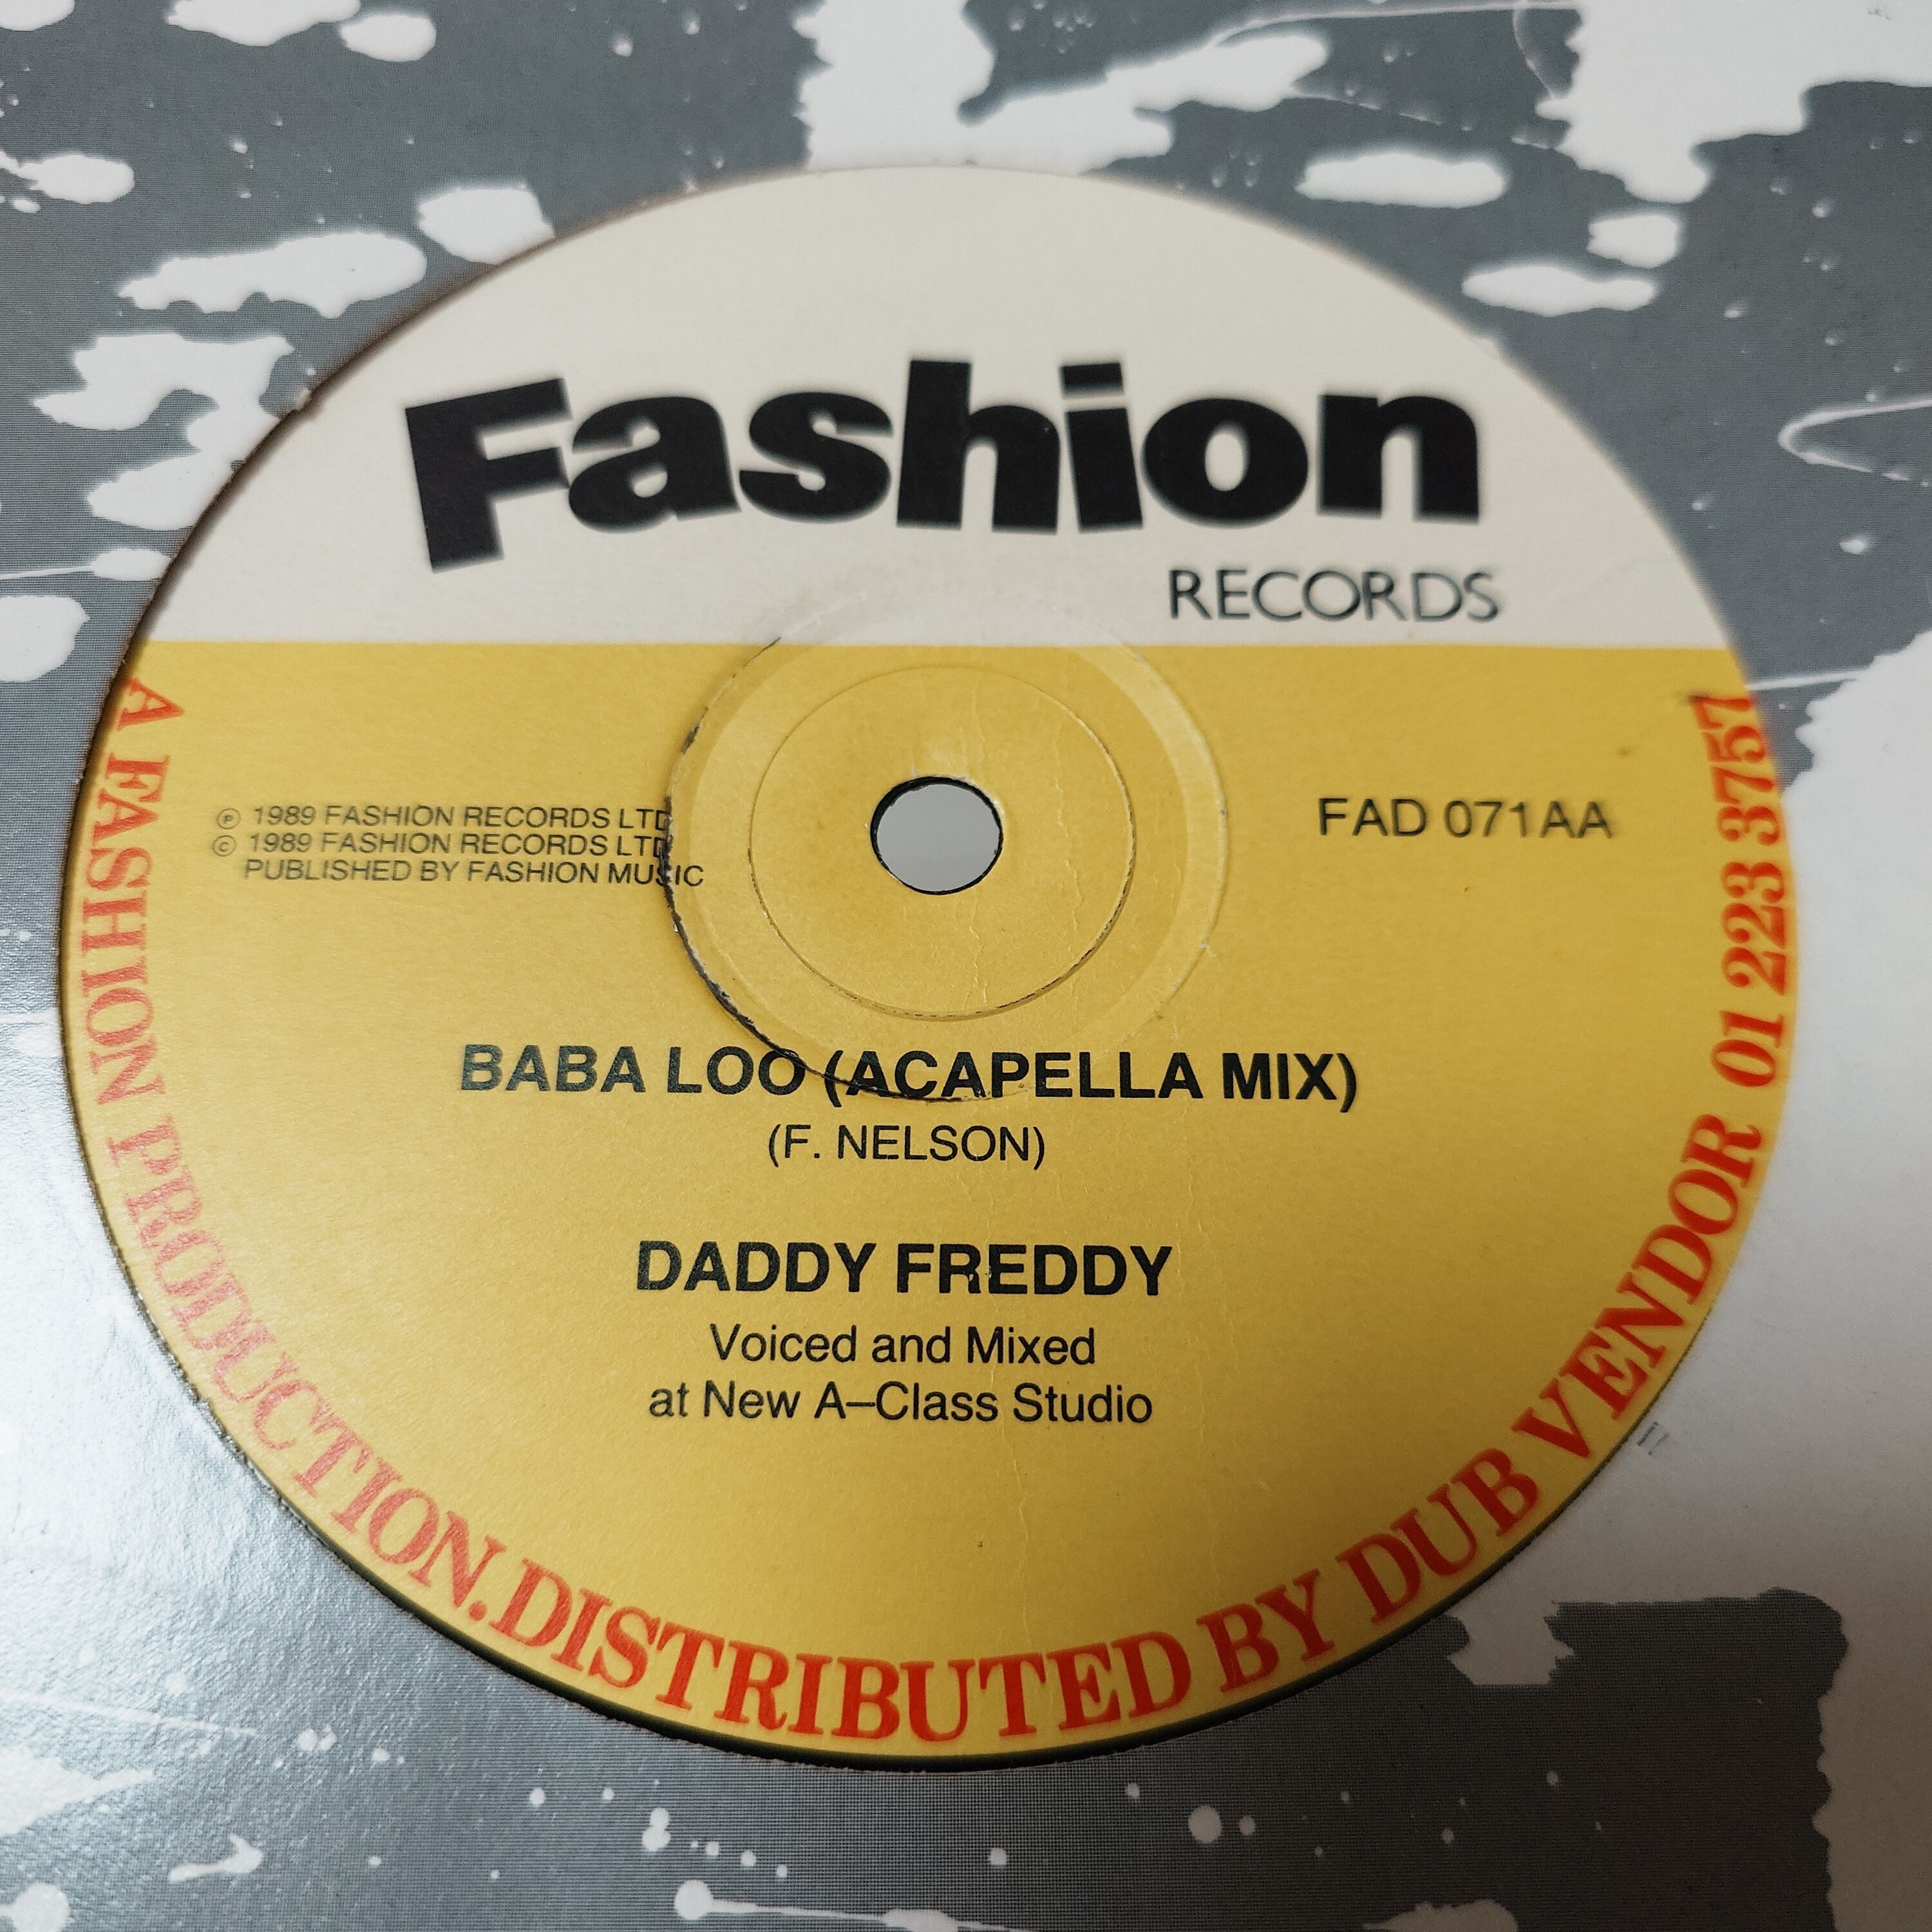 Fashion
RECORDS
℗ 1989 FASHION RECORDS LTD
© 1989 FASHION RECORDS LTD
PUBLISHED BY FASHION MUSIC
FAD 071AA
BABA LOO (ACAPELLA MIX)
(F. NELSON)
DADDY FREDDY
Voiced and Mixed
at New A–Class Studio
A FASHION PRODUCTION.DISTRIBUTED BY DUB VENDOR 01 223 3757